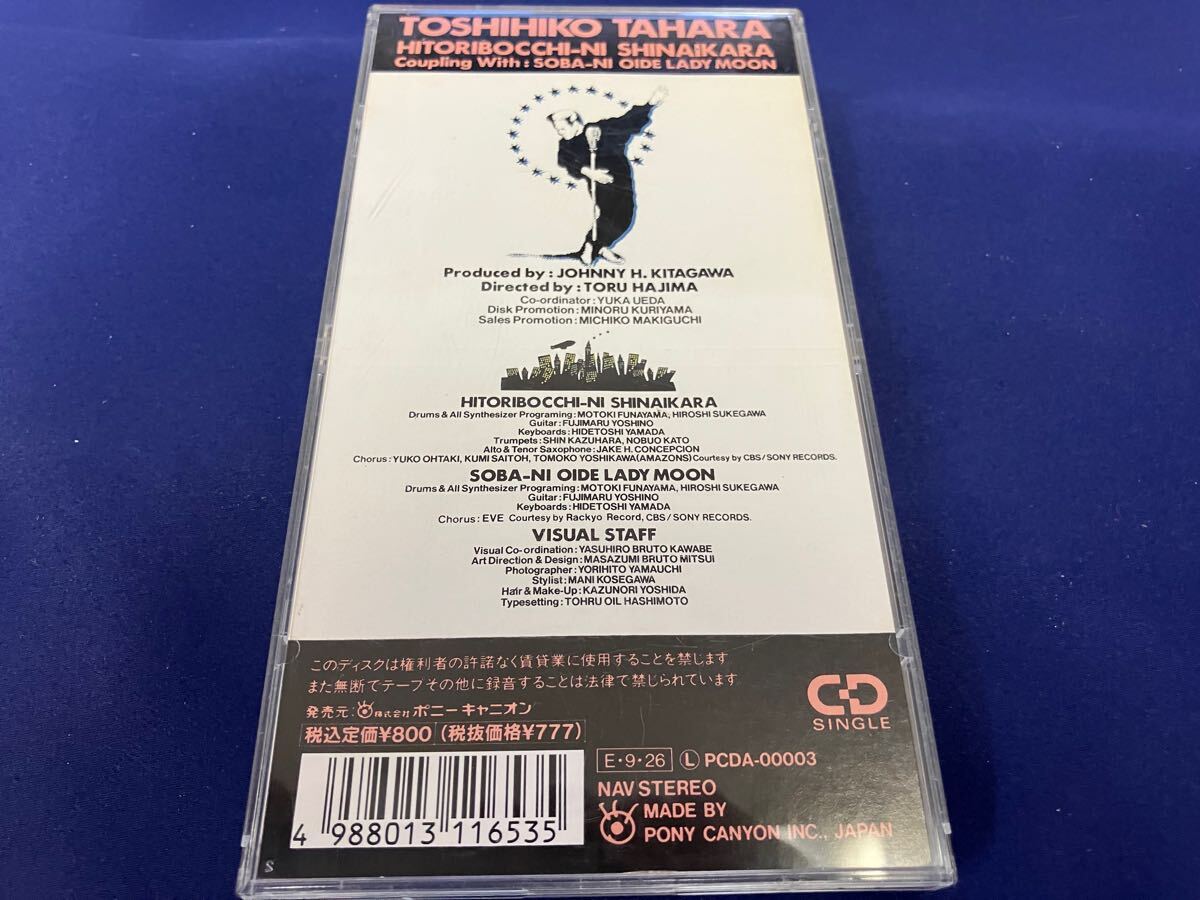 TOSHIHIKO TAHARA
HITORIBOCCHI-NI SHINAIKARA
Coupling With : SOBA-NI OIDE LADY MOON
Produced by : JOHNNY H. KITAGAWA
Directed by : TORU HAJIMA
Co-ordinator : YUKA UEDA
Disk Promotion : MINORU KURIYAMA
Sales Promotion : MICHIKO MAKIGUCHI
HITORIBOCCHI-NI SHINAIKARA
Drums & All Synthesizer Programing : MOTOKI FUNAYAMA, HIROSHI SUKEGAWA
Guitar : FUJIMARU YOSHINO
Keyboards : HIDETOSHI YAMADA
Trumpets : SHIN KAZUHARA, NOBUO KATO
Alto & Tenor Saxophone : JAKE H. CONCEPCION
Chorus : YUKO OHTAKI, KUMI SAITOH, TOMOKO YOSHIKAWA (AMAZONS) Courtesy by CBS / SONY RECORDS.
SOBA-NI OIDE LADY MOON
Drums & All Synthesizer Programing : MOTOKI FUNAYAMA, HIROSHI SUKEGAWA
Guitar : FUJIMARU YOSHINO
Keyboards : HIDETOSHI YAMADA
Chorus : EVE Courtesy by Rackyo Record, CBS / SONY RECORDS.
VISUAL STAFF
Visual Co-ordination : YASUHIRO BRUTO KAWABE
Art Direction & Design : MASAZUMI BRUTO MITSUI
Photographer : YORIHITO YAMAUCHI
Stylist : MANI KOSEGAWA
Hair & Make-Up : KAZUNORI YOSHIDA
Typesetting : TOHRU OIL HASHIMOTO
このディスクは権利者の許諾なく賃貸業に使用することを禁じます
また無断でテープその他に録音することは法律で禁じられています
発売元：株式会社ポニーキャニオン
税込定価¥800（税抜価格¥777）
CD SINGLE
E・9・26 Ⓛ PCDA-00003
NAV STEREO
MADE BY
PONY CANYON INC., JAPAN
4 988013 116535
S